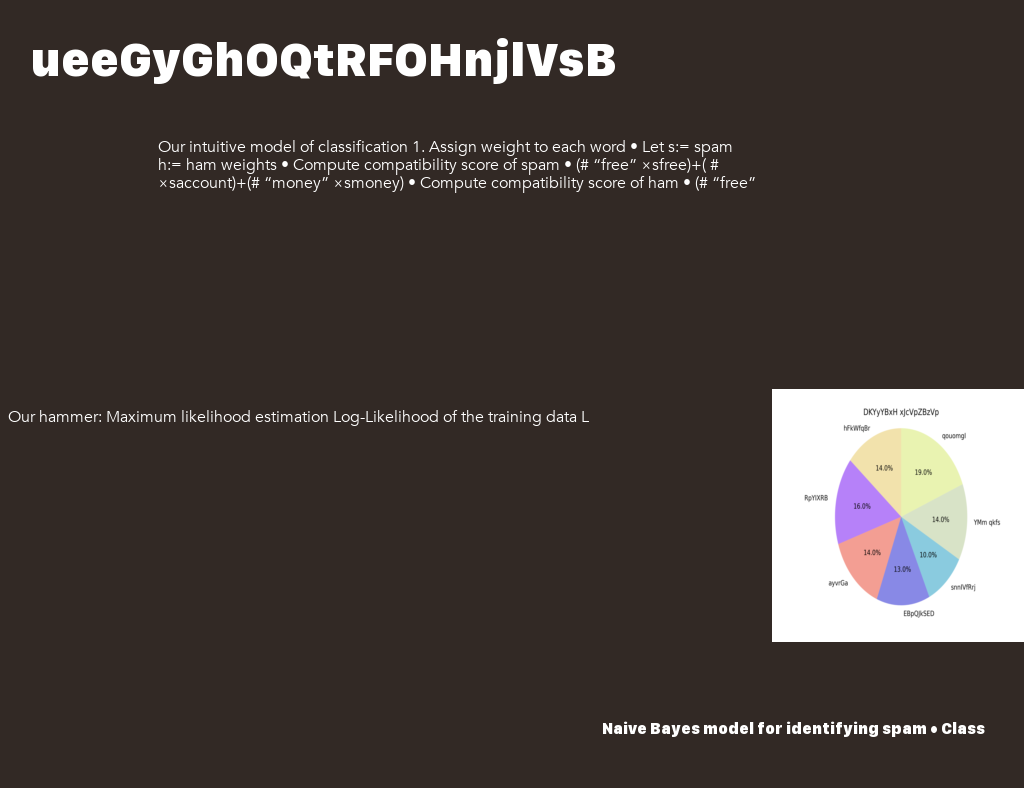 ueeGyGhOQtRFOHnjlVsB
Our intuitive model of classification 1. Assign weight to each word • Let s:= spam
h:= ham weights • Compute compatibility score of spam • (# “free” ×sfree)+( #
×saccount)+(# “money” ×smoney) • Compute compatibility score of ham • (# “free”
Our hammer: Maximum likelihood estimation Log-Likelihood of the training data L
DKYyYBxH xJcVpZBzVp
hFkWfqBr
qouomgl
14.0%
19.0%
RpYIXRB
16.0%
14.0%
YMm qkfs
14.0%
10.0%
13.0%
ayvrGa
snnIVfRrj
EBpQJkSED
Naive Bayes model for identifying spam • Class